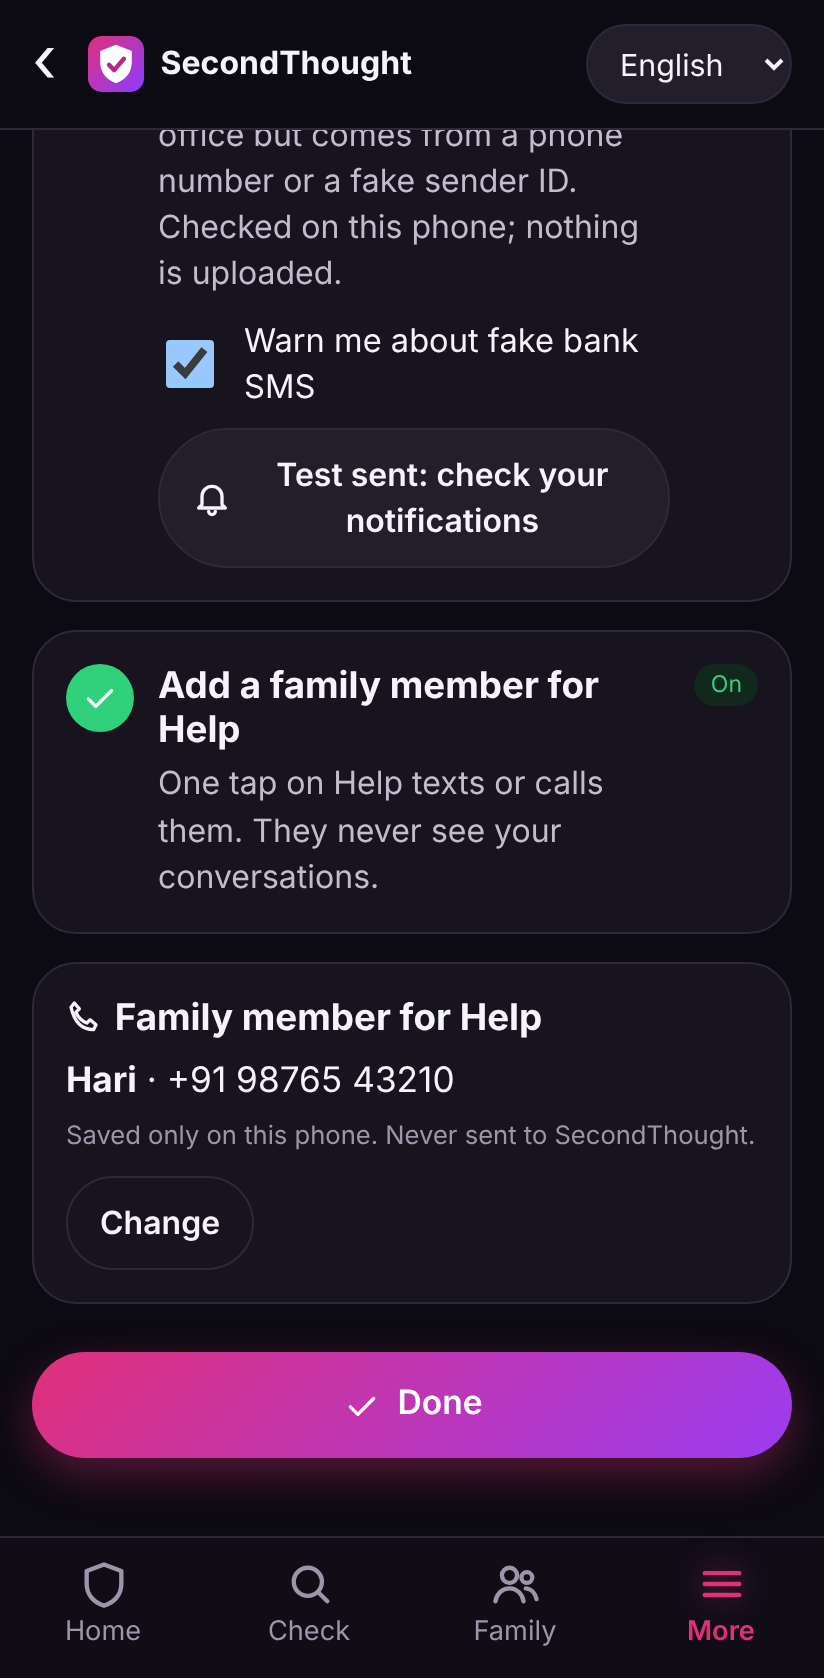 SecondThought
English
office but comes from a phone
number or a fake sender ID.
Checked on this phone; nothing
is uploaded.
Warn me about fake bank
SMS
Test sent: check your
notifications
Add a family member for
Help
On
One tap on Help texts or calls
them. They never see your
conversations.
Family member for Help
Hari · +91 98765 43210
Saved only on this phone. Never sent to SecondThought.
Change
Done
Home
Check
Family
More